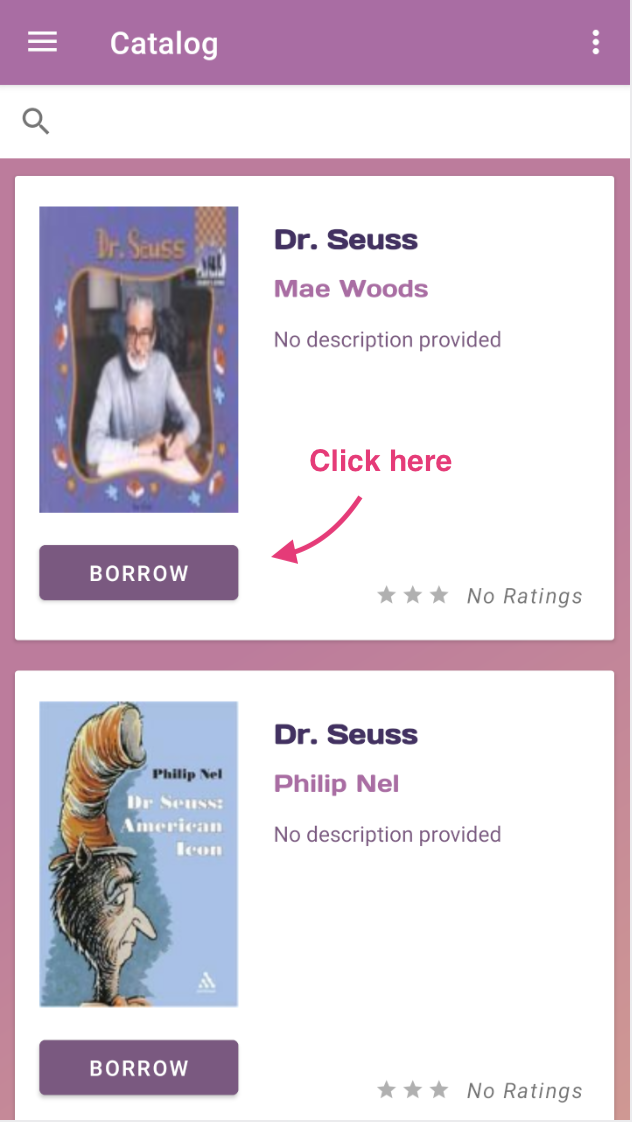 Catalog
Dr. Seuss
Dr. Seuss
Mae Woods
No description provided
Click here
BORROW
No Ratings
Philip Nel
Dr Seuss:
American
Icon
Dr. Seuss
Philip Nel
No description provided
BORROW
No Ratings